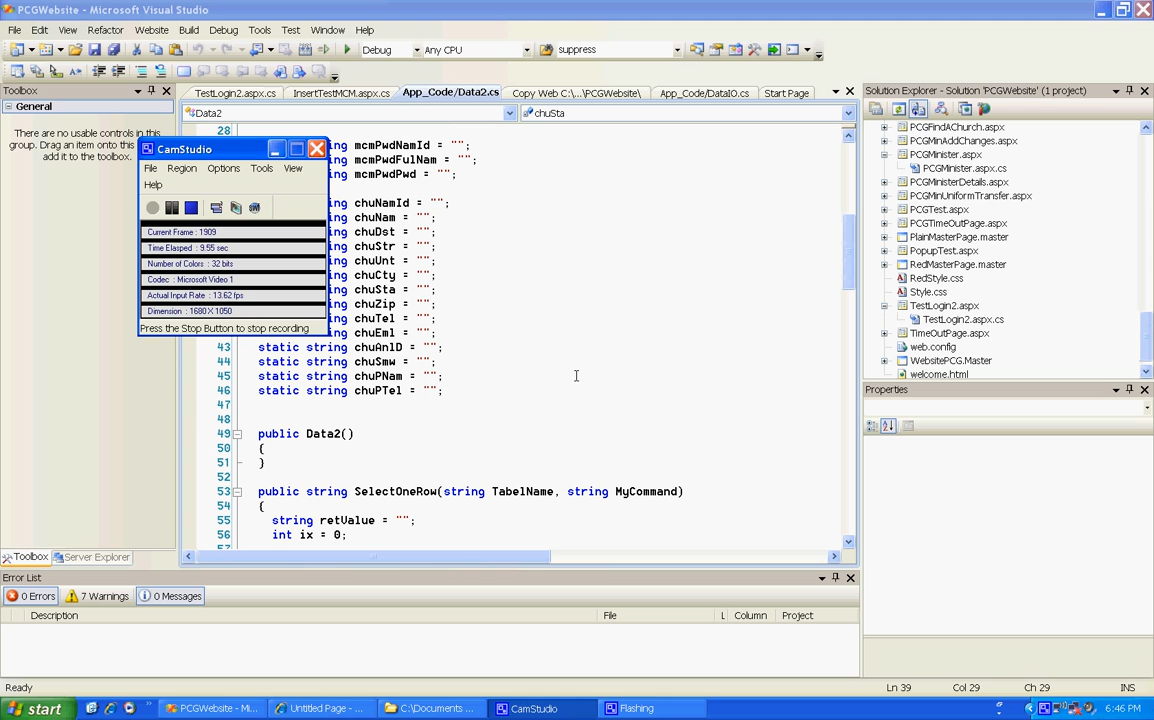 PCGWebsite - Microsoft Visual Studio
File Edit View Refactor Website Build Debug Tools Test Window Help
Debug Any CPU suppress
Toolbox
General
There are no usable controls in this
group. Drag an item onto this
add it to the toolbox.
TestLogin2.aspx.cs InsertTestMCM.aspx.cs App_Code/Data2.cs Copy Web C:\...\PCGWebsite\ App_Code/DataIO.cs Start Page
Data2 chuSta
28
ng mcmPwdNamId = "";
ng mcmPwdFulNam = "";
ng mcmPwdPwd = "";
ing chuNamId = "";
ing chuNam = "";
ing chuDst = "";
ing chuStr = "";
ing chuUnt = "";
ing chuCty = "";
ing chuSta = "";
ing chuZip = "";
ing chuTel = "";
ing chuEml = "";
43 static string chuAnlD = "";
44 static string chuSmw = "";
45 static string chuPNam = "";
46 static string chuPTel = "";
47
48
49 public Data2()
50 {
51 }
52
53 public string SelectOneRow(string TabelName, string MyCommand)
54 {
55 string retValue = "";
56 int ix = 0;
CamStudio
File Region Options Tools View
Help
Current Frame : 1909
Time Elasped : 9.55 sec
Number of Colors : 32 bits
Codec : Microsoft Video 1
Actual Input Rate : 13.62 fps
Dimension : 1680 X 1050
Press the Stop Button to stop recording
Solution Explorer - Solution 'PCGWebsite' (1 project)
PCGFindAChurch.aspx
PCGMinAddChanges.aspx
PCGMinister.aspx
PCGMinister.aspx.cs
PCGMinisterDetails.aspx
PCGMinUniformTransfer.aspx
PCGTest.aspx
PCGTimeOutPage.aspx
PlainMasterPage.master
PopupTest.aspx
RedMasterPage.master
RedStyle.css
Style.css
TestLogin2.aspx
TestLogin2.aspx.cs
TimeOutPage.aspx
web.config
WebsitePCG.Master
welcome.html
Properties
Toolbox Server Explorer
Error List
0 Errors 7 Warnings 0 Messages
Description File L Column Project
Ready Ln 39 Col 29 Ch 29 INS
start PCGWebsite - Mi... Untitled Page - ... C:\Documents ... CamStudio Flashing 6:46 PM